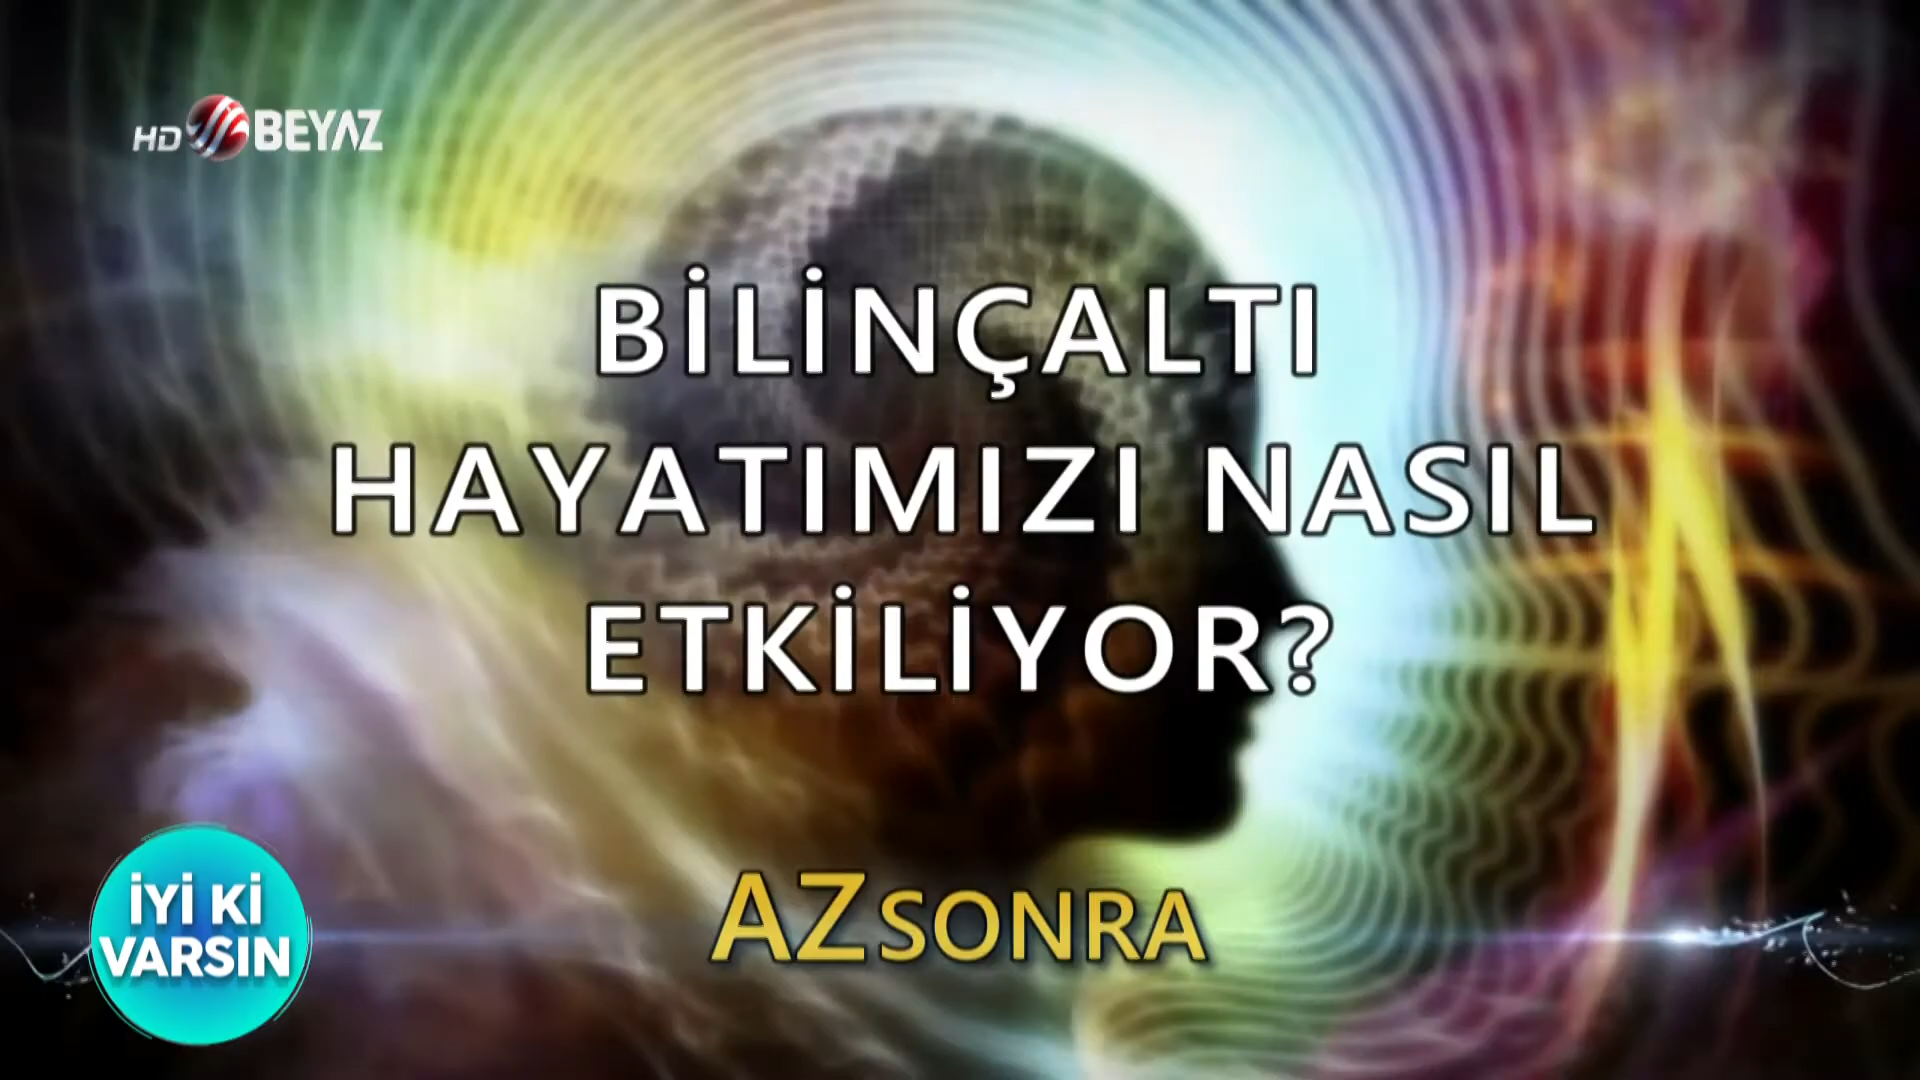 HD BEYAZ
BİLİNÇALTI
HAYATIMIZI NASIL
ETKİLİYOR?
AZ SONRA
İYİ Kİ
VARSIN